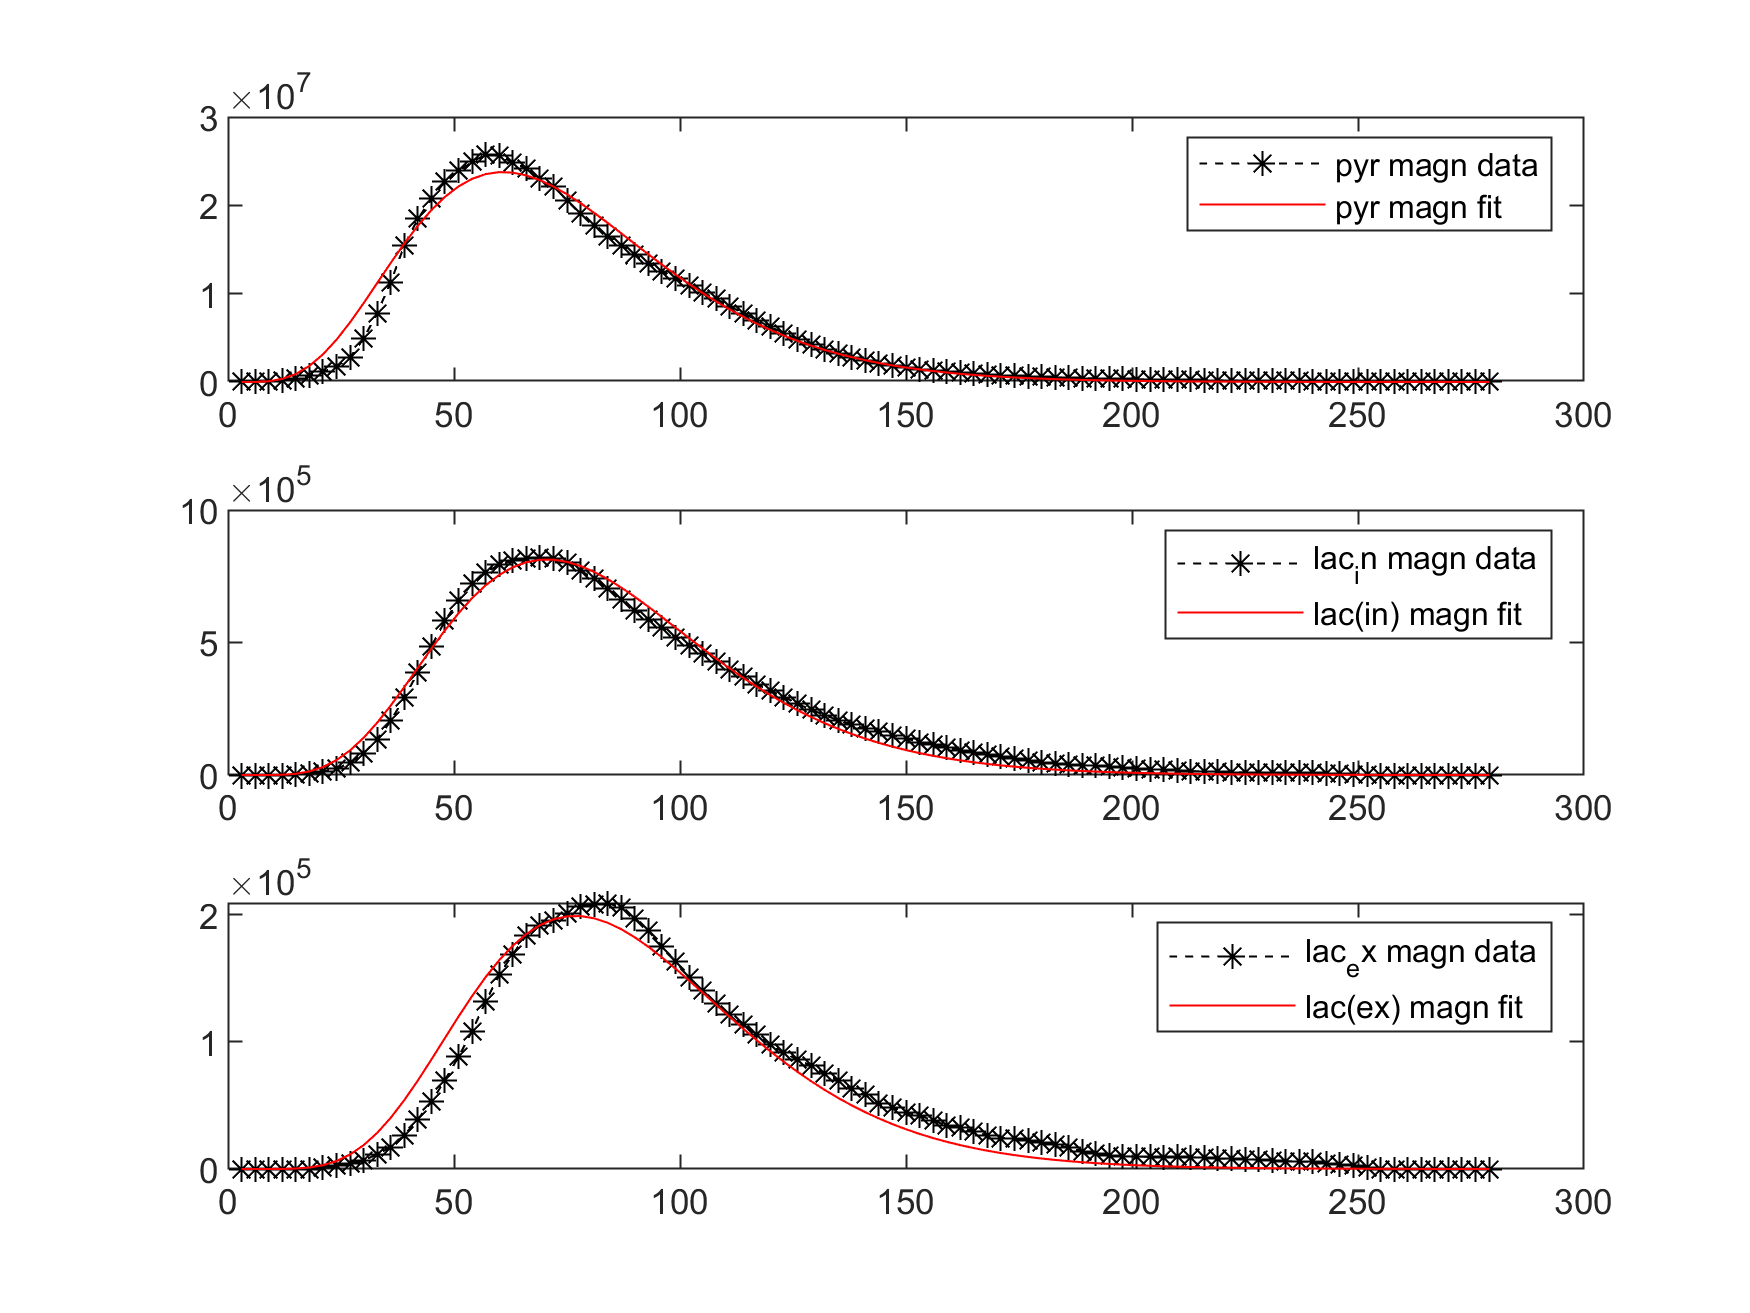 ×10^7
3
2
1
0
0 50 100 150 200 250 300
pyr magn data
pyr magn fit
×10^5
10
5
0
0 50 100 150 200 250 300
lac_in magn data
lac(in) magn fit
×10^5
2
1
0
0 50 100 150 200 250 300
lac_ex magn data
lac(ex) magn fit